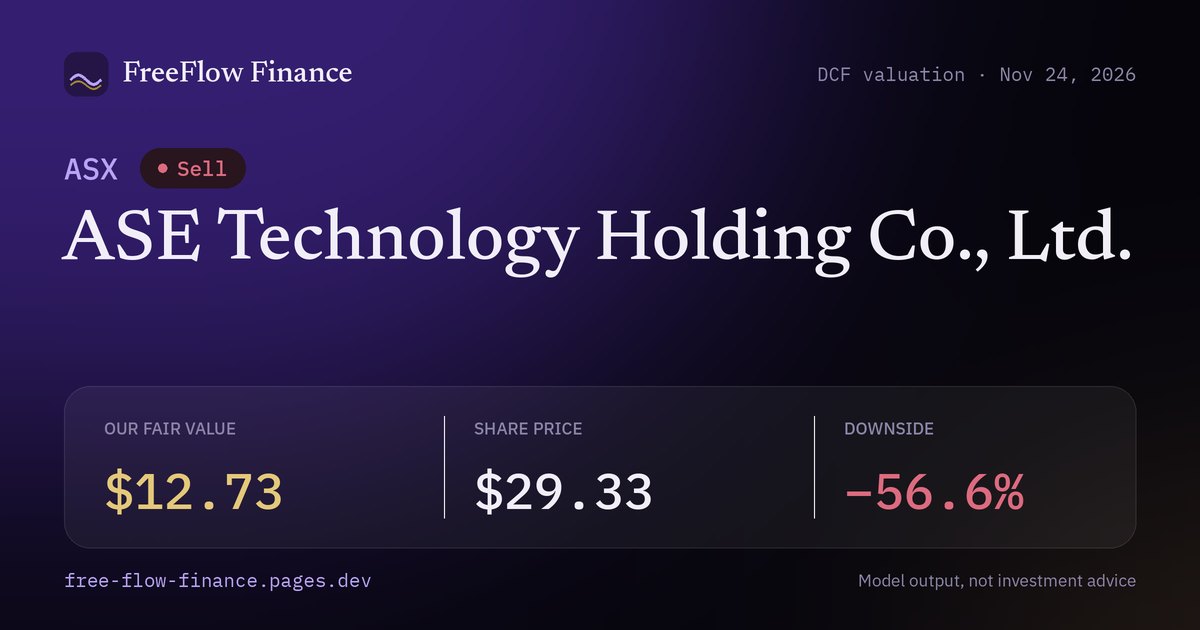 FreeFlow Finance
DCF valuation · Nov 24, 2026
ASX
Sell
ASE Technology Holding Co., Ltd.
OUR FAIR VALUE
$12.73
SHARE PRICE
$29.33
DOWNSIDE
−56.6%
free-flow-finance.pages.dev
Model output, not investment advice